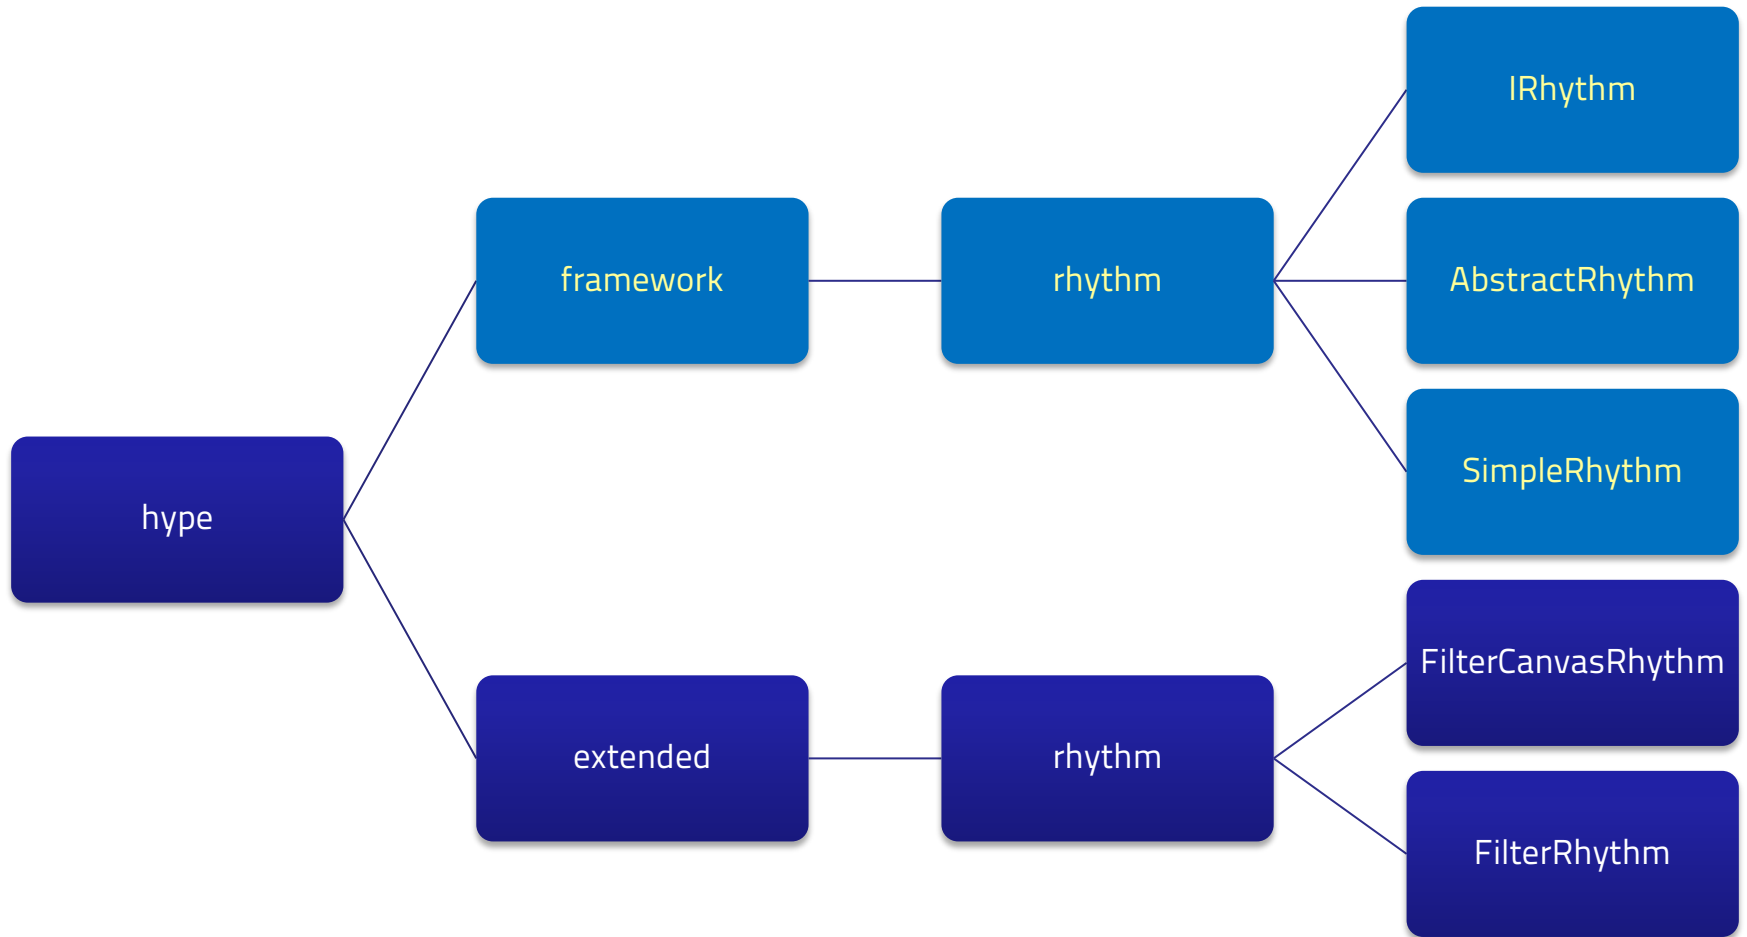 IRhythm
framework
rhythm
AbstractRhythm
SimpleRhythm
hype
FilterCanvasRhythm
extended
rhythm
FilterRhythm